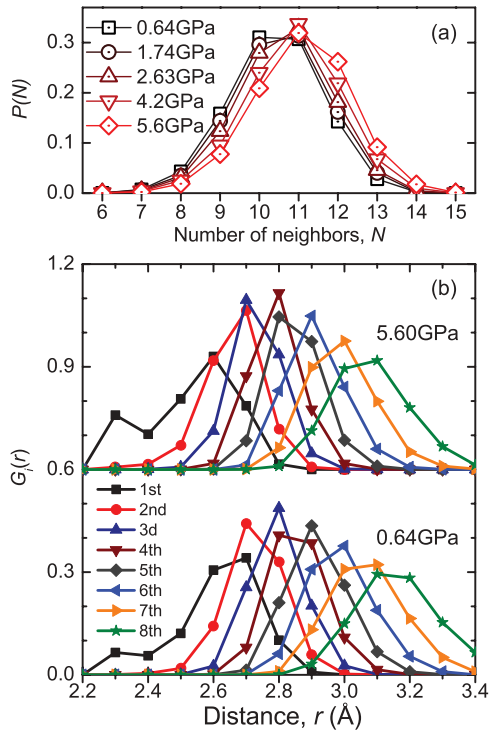 (a)
0.64GPa
1.74GPa
2.63GPa
4.2GPa
5.6GPa
P(N)
0.3
0.2
0.1
0.0
6 7 8 9 10 11 12 13 14 15
Number of neighbors, N
(b)
5.60GPa
1.2
0.9
0.6
0.3
0.0
G_i(r)
1st
2nd
3d
4th
5th
6th
7th
8th
0.64GPa
2.2 2.4 2.6 2.8 3.0 3.2 3.4
Distance, r (Å)